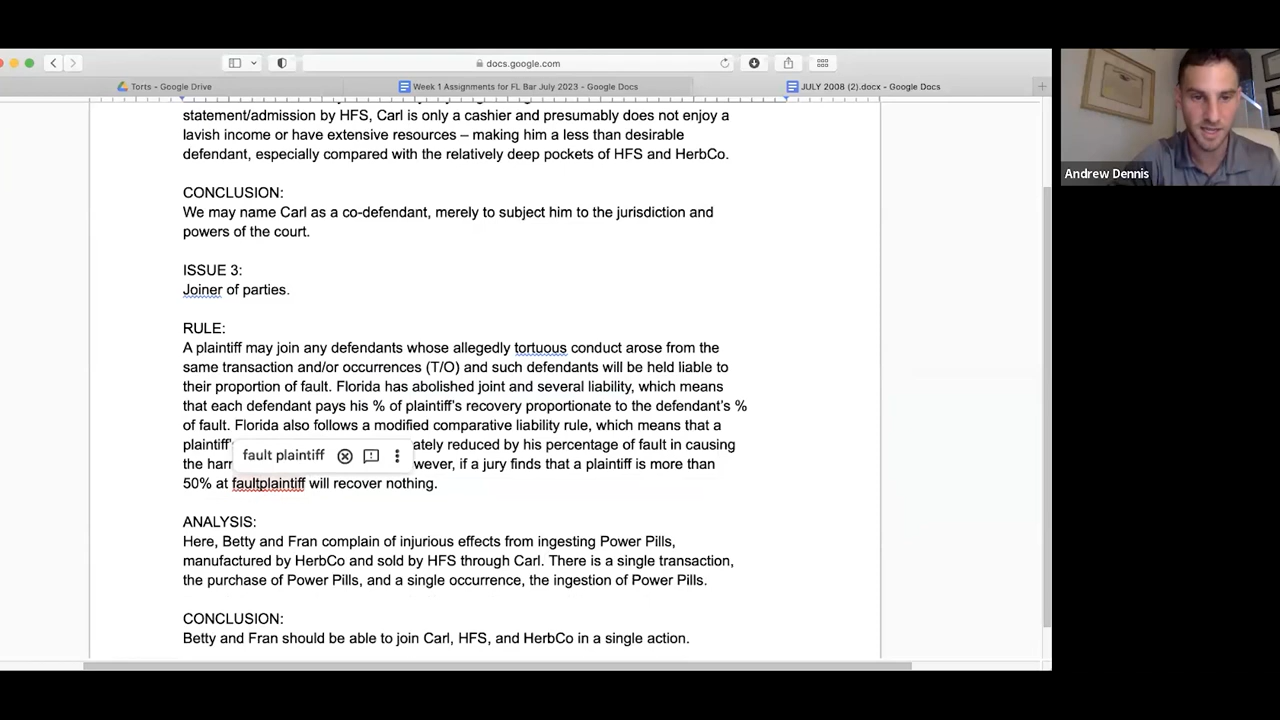 docs.google.com
Torts - Google Drive
Week 1 Assignments for FL Bar July 2023 - Google Docs
JULY 2008 (2).docx - Google Docs
Andrew Dennis
statement/admission by HFS, Carl is only a cashier and presumably does not enjoy a
lavish income or have extensive resources – making him a less than desirable
defendant, especially compared with the relatively deep pockets of HFS and HerbCo.
CONCLUSION:
We may name Carl as a co-defendant, merely to subject him to the jurisdiction and
powers of the court.
ISSUE 3:
Joiner of parties.
RULE:
A plaintiff may join any defendants whose allegedly tortuous conduct arose from the
same transaction and/or occurrences (T/O) and such defendants will be held liable to
their proportion of fault. Florida has abolished joint and several liability, which means
that each defendant pays his % of plaintiff's recovery proportionate to the defendant's %
of fault. Florida also follows a modified comparative liability rule, which means that a
plaintiff' ately reduced by his percentage of fault in causing
fault plaintiff
the har wever, if a jury finds that a plaintiff is more than
50% at faultplaintiff will recover nothing.
ANALYSIS:
Here, Betty and Fran complain of injurious effects from ingesting Power Pills,
manufactured by HerbCo and sold by HFS through Carl. There is a single transaction,
the purchase of Power Pills, and a single occurrence, the ingestion of Power Pills.
CONCLUSION:
Betty and Fran should be able to join Carl, HFS, and HerbCo in a single action.